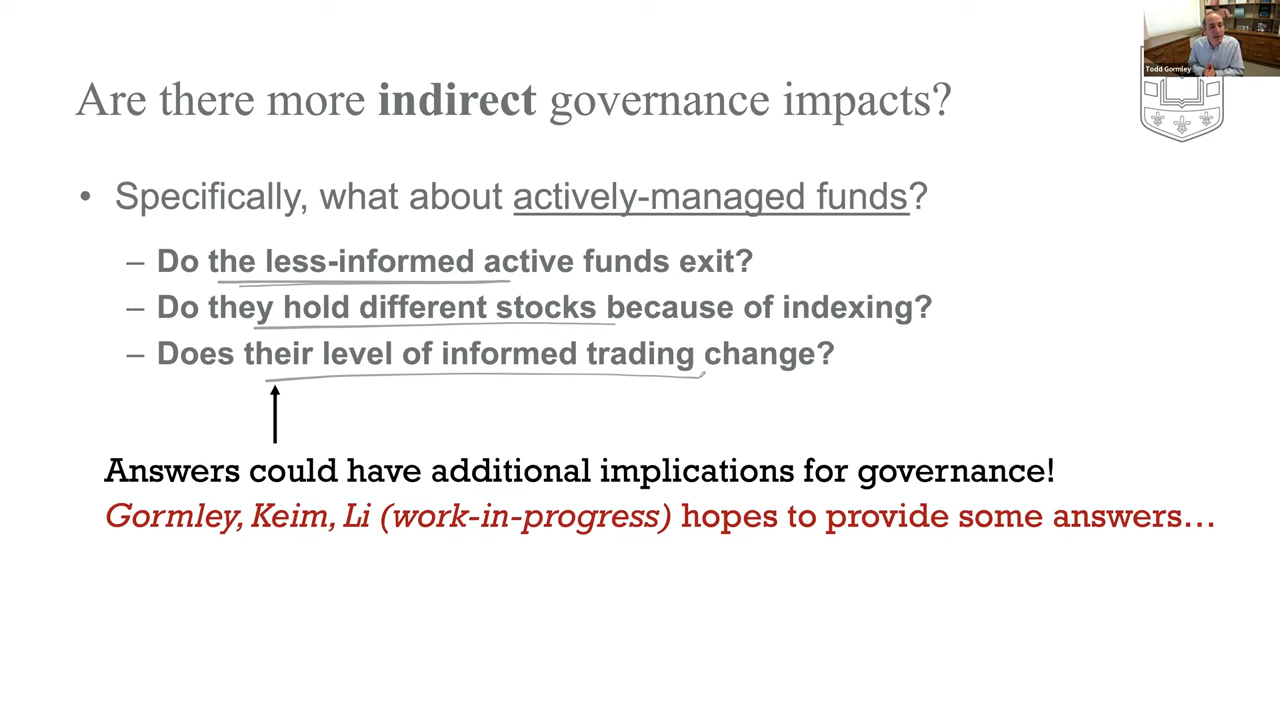 Todd Gormley
Are there more indirect governance impacts?
• Specifically, what about actively-managed funds?
– Do the less-informed active funds exit?
– Do they hold different stocks because of indexing?
– Does their level of informed trading change?
Answers could have additional implications for governance!
Gormley, Keim, Li (work-in-progress) hopes to provide some answers…